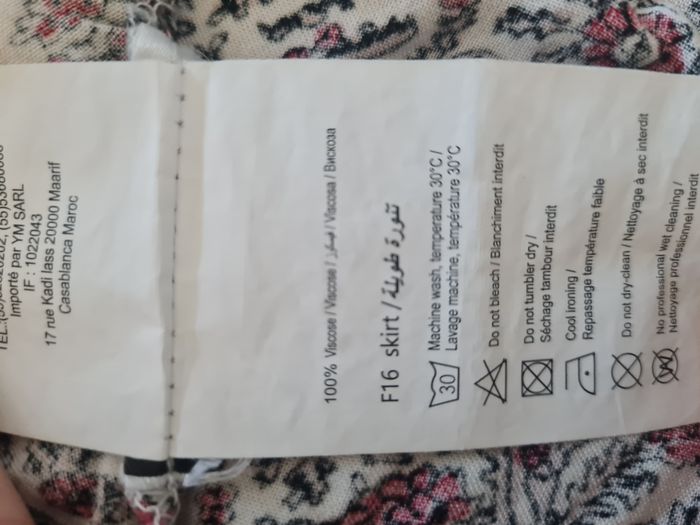 Importé par YM SARL
IF : 1022043
17 rue Kadi Iass 20000 Maarif
Casablanca Maroc
100% Viscose / Viscose / فيسكوز / Viscosa / Вискоза
F16 skirt / تنورة طويلة
30
Machine wash, temperature 30°C /
Lavage machine, température 30°C
Do not bleach / Blanchiment interdit
Do not tumbler dry /
Séchage tambour interdit
Cool ironing /
Repassage température faible
Do not dry-clean / Nettoyage à sec interdit
W
No professional wet cleaning /
Nettoyage professionnel interdit